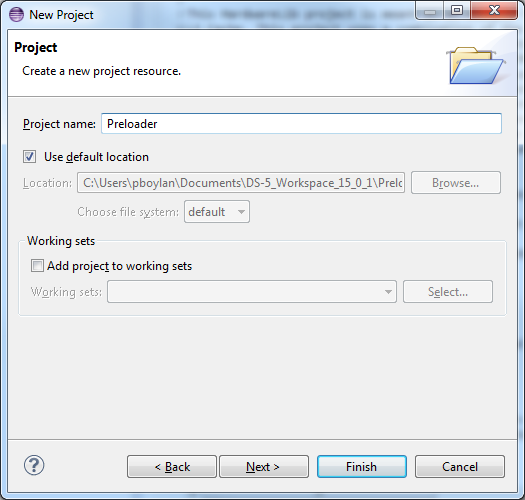 New Project
Project
Create a new project resource.
Project name: Preloader
Use default location
Location: C:\Users\pboylan\Documents\DS-5_Workspace_15_0_1\Prelo Browse...
Choose file system: default
Working sets
Add project to working sets
Working sets: Select...
? < Back Next > Finish Cancel